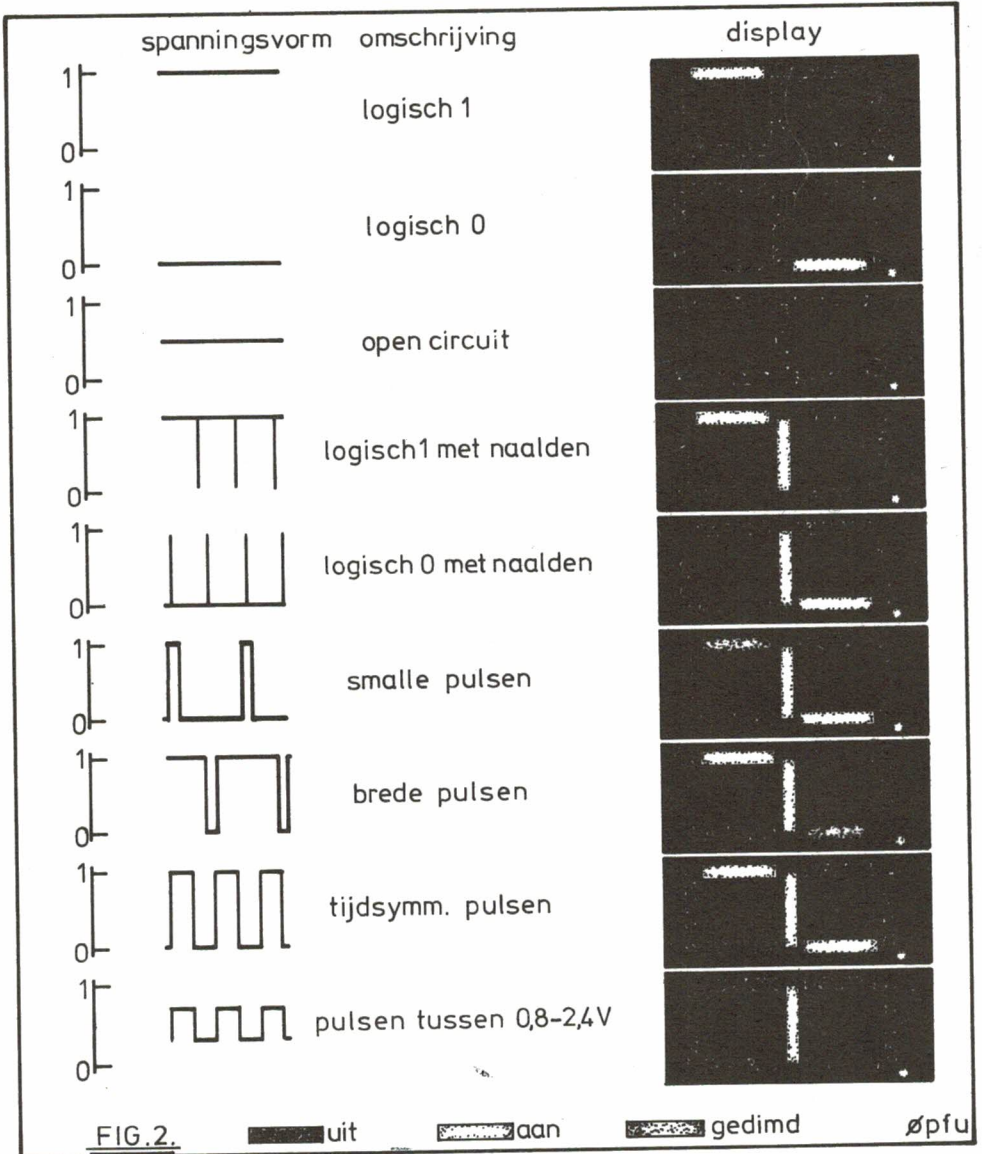 spanningsvorm omschrijving display
1
logisch 1
0
1
logisch 0
0
1
open circuit
0
1
logisch1 met naalden
0
1
logisch 0 met naalden
0
1
smalle pulsen
0
1
brede pulsen
0
1
tijdsymm. pulsen
0
1
pulsen tussen 0,8-2,4V
0
FIG.2. uit aan gedimd øpfu